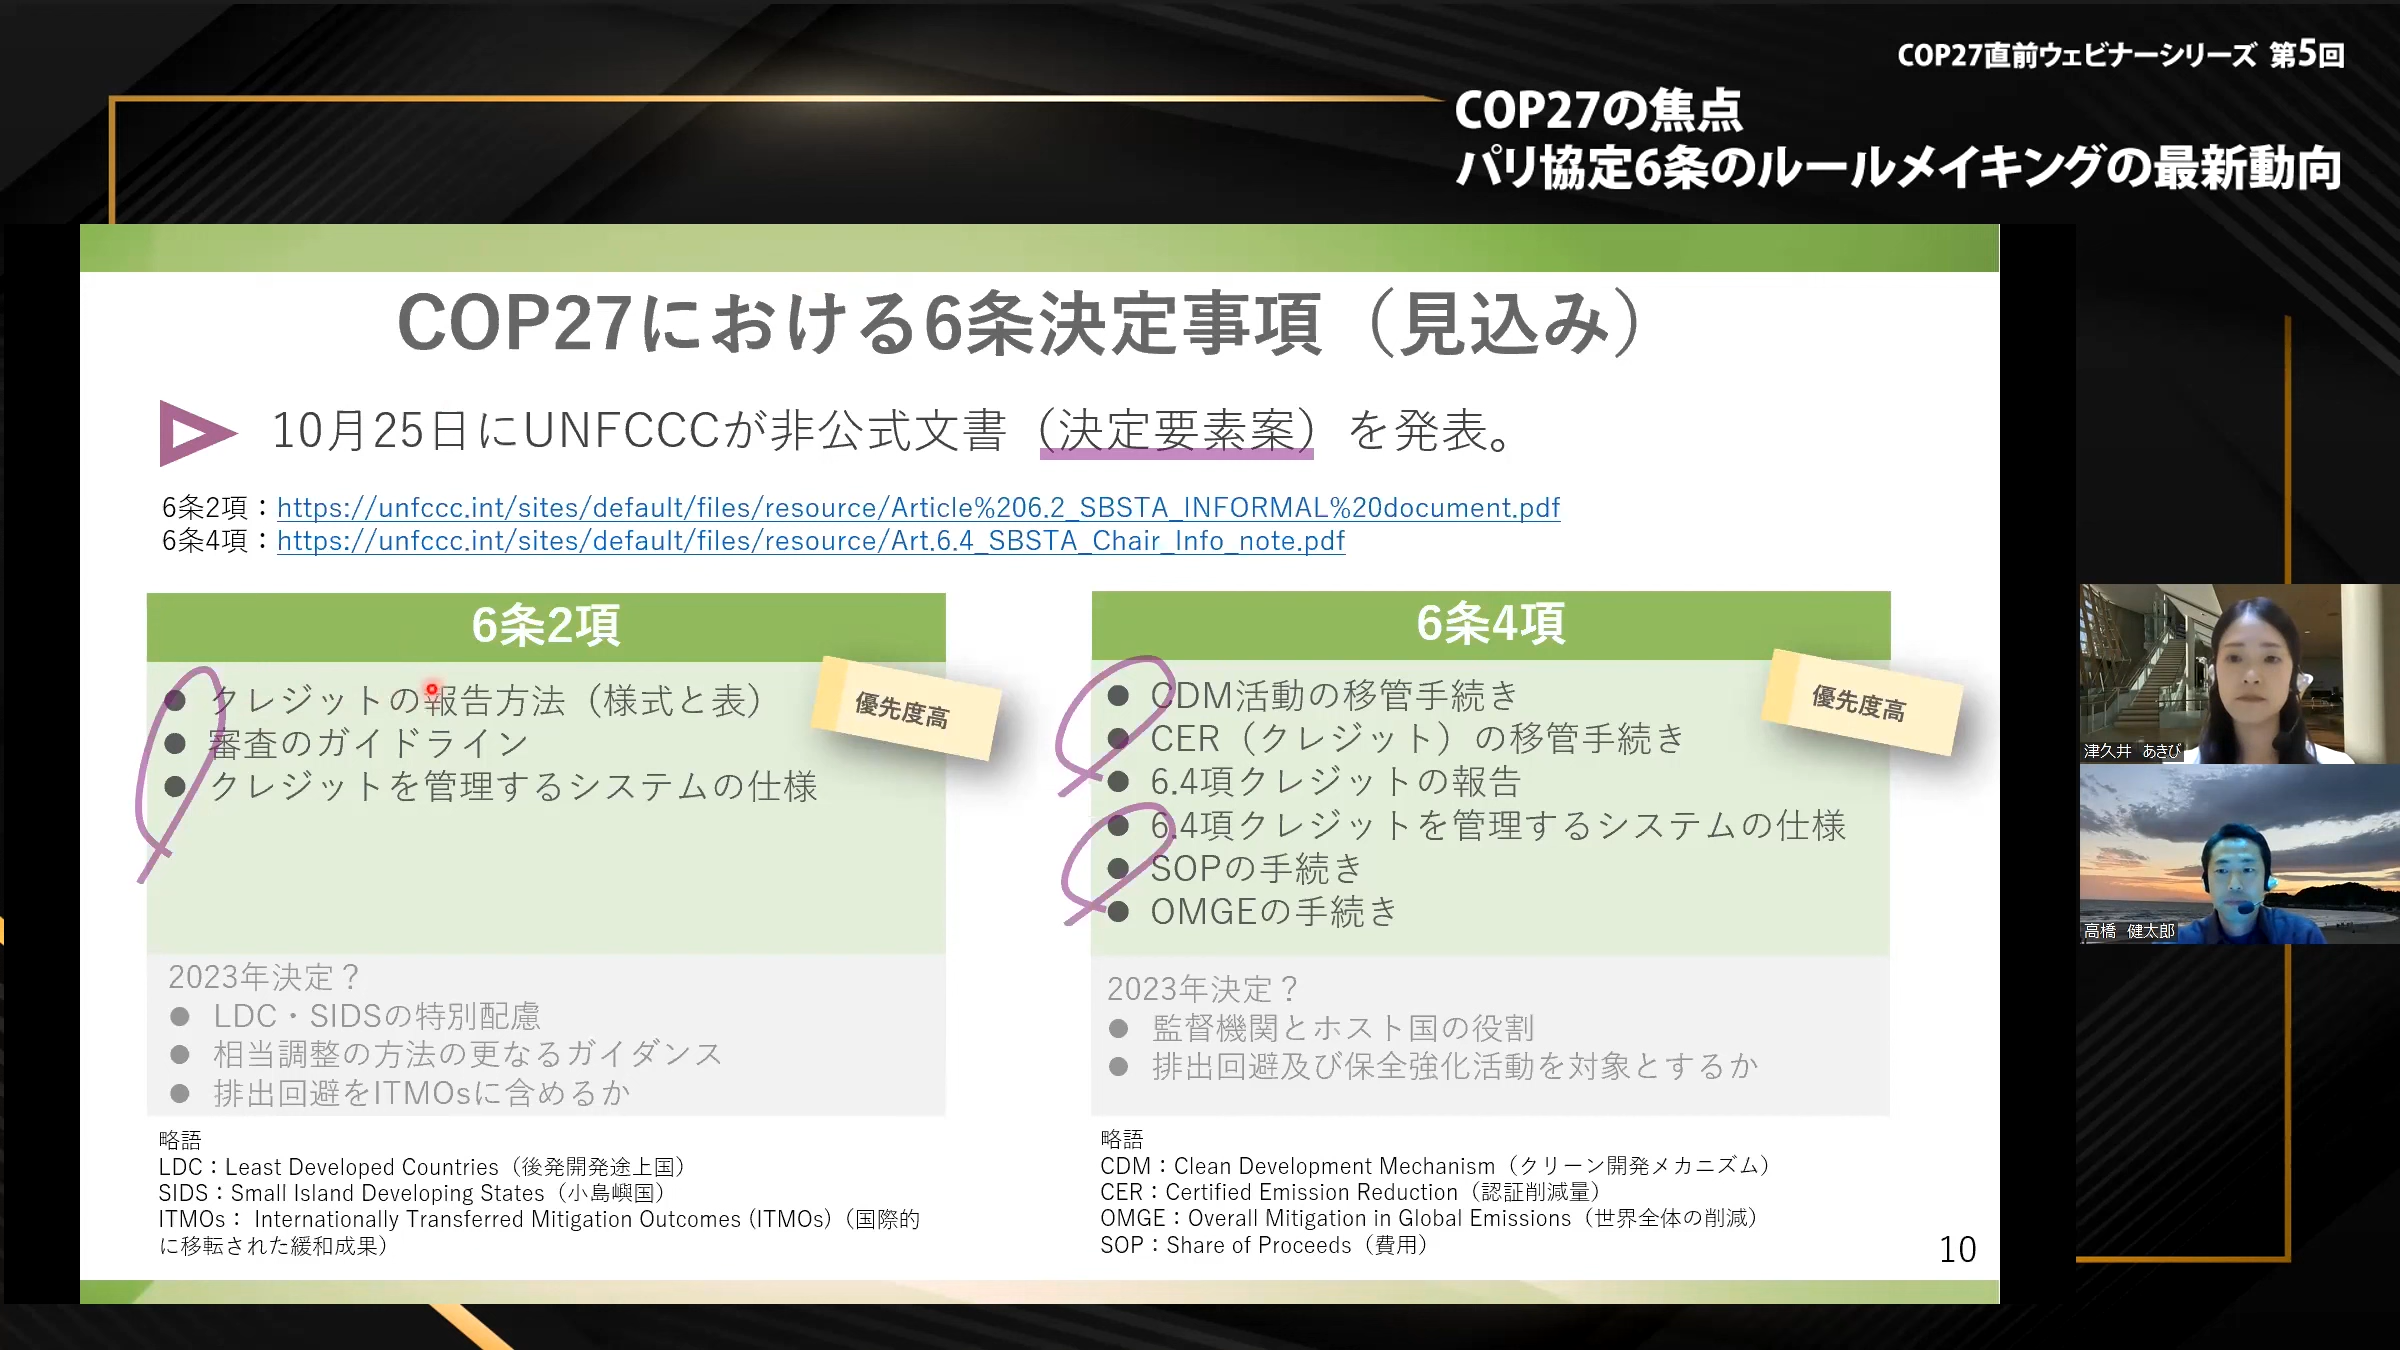 COP27直前ウェビナーシリーズ 第5回
COP27の焦点
パリ協定6条のルールメイキングの最新動向
COP27における6条決定事項（見込み）
10月25日にUNFCCCが非公式文書（決定要素案）を発表。
6条2項：https://unfccc.int/sites/default/files/resource/Article%206.2_SBSTA_INFORMAL%20document.pdf
6条4項：https://unfccc.int/sites/default/files/resource/Art.6.4_SBSTA_Chair_Info_note.pdf
6条2項
優先度高
● クレジットの報告方法（様式と表）
● 審査のガイドライン
● クレジットを管理するシステムの仕様
2023年決定？
● LDC・SIDSの特別配慮
● 相当調整の方法の更なるガイダンス
● 排出回避をITMOsに含めるか
略語
LDC：Least Developed Countries（後発開発途上国）
SIDS：Small Island Developing States（小島嶼国）
ITMOs： Internationally Transferred Mitigation Outcomes (ITMOs)（国際的
に移転された緩和成果）
6条4項
優先度高
● CDM活動の移管手続き
● CER（クレジット）の移管手続き
● 6.4項クレジットの報告
● 6.4項クレジットを管理するシステムの仕様
● SOPの手続き
● OMGEの手続き
2023年決定？
● 監督機関とホスト国の役割
● 排出回避及び保全強化活動を対象とするか
略語
CDM：Clean Development Mechanism（クリーン開発メカニズム）
CER：Certified Emission Reduction（認証削減量）
OMGE：Overall Mitigation in Global Emissions（世界全体の削減）
SOP：Share of Proceeds（費用）
10
津久井 あきび
高橋 健太郎